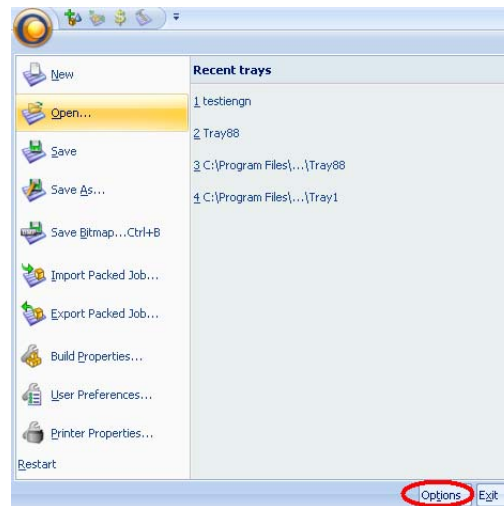 New
Open...
Save
Save As...
Save Bitmap...Ctrl+B
Import Packed Job...
Export Packed Job...
Build Properties...
User Preferences...
Printer Properties...
Restart
Recent trays
1 testiengn
2 Tray88
3 C:\Program Files\...\Tray88
4 C:\Program Files\...\Tray1
Options
Exit